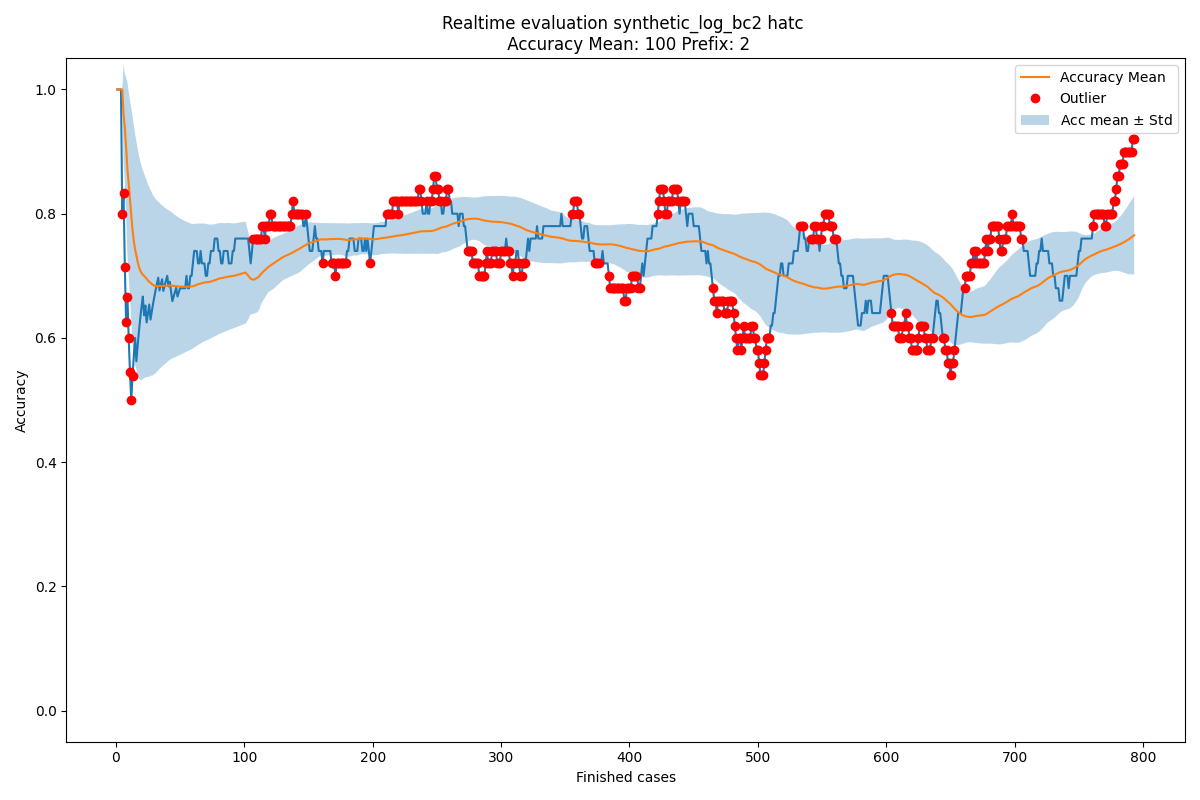 Realtime evaluation synthetic_log_bc2 hatc
Accuracy Mean: 100 Prefix: 2
Accuracy Mean
Outlier
Acc mean ± Std
1.0
0.8
0.6
0.4
0.2
0.0
Accuracy
0 100 200 300 400 500 600 700 800
Finished cases